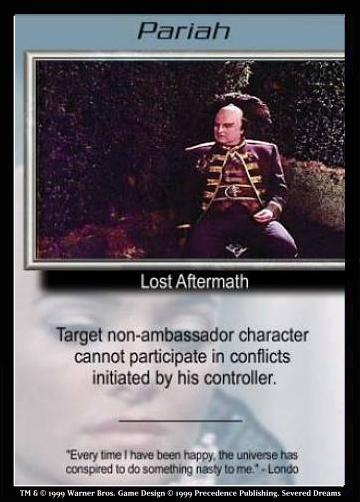 Pariah
Lost Aftermath
Target non-ambassador character
cannot participate in conflicts
initiated by his controller.
"Every time I have been happy, the universe has
conspired to do something nasty to me." - Londo
TM & © 1999 Warner Bros. Game Design © 1999 Precedence Publishing. Severed Dreams